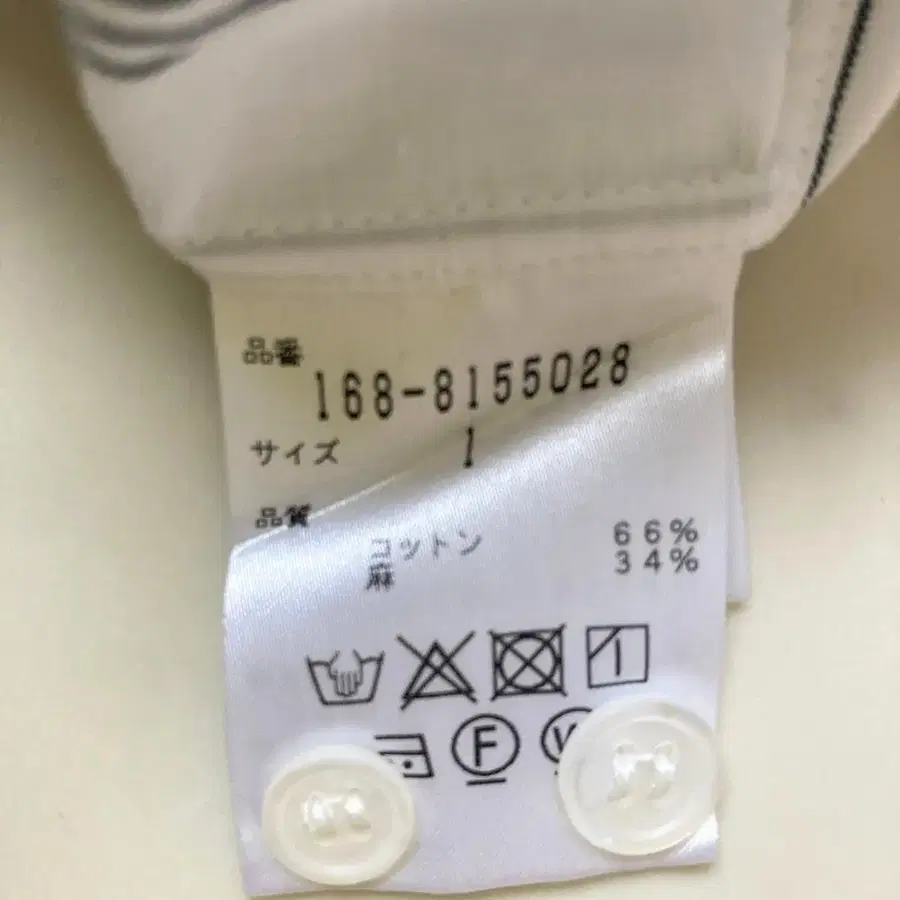 品番
168-8155028
サイズ 1
品質
コットン 66%
麻 34%
F W